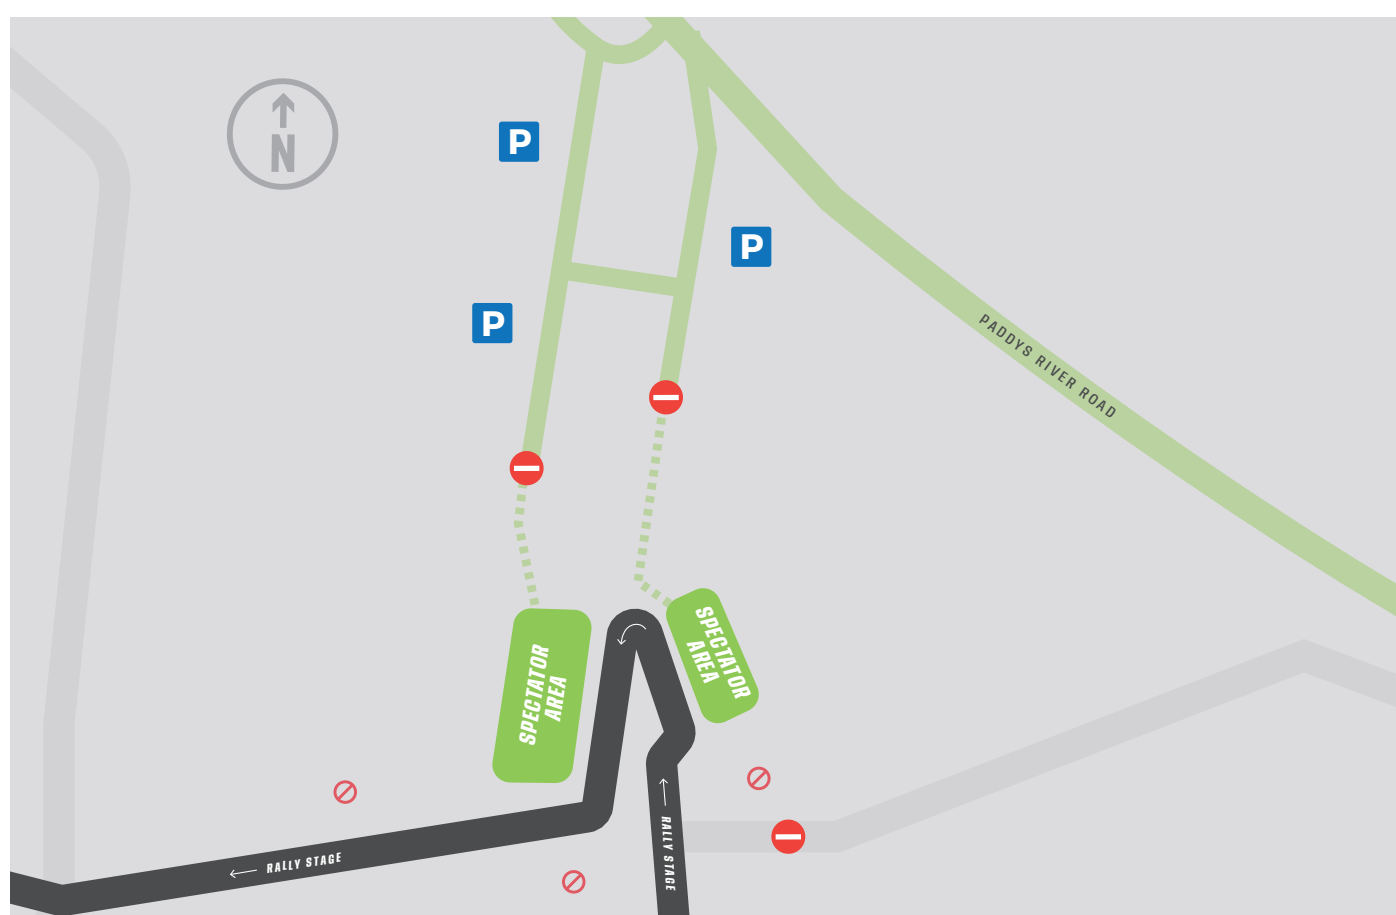 N
P
P
P
PADDYS RIVER ROAD
SPECTATOR
AREA
SPECTATOR
AREA
RALLY STAGE
RALLY STAGE